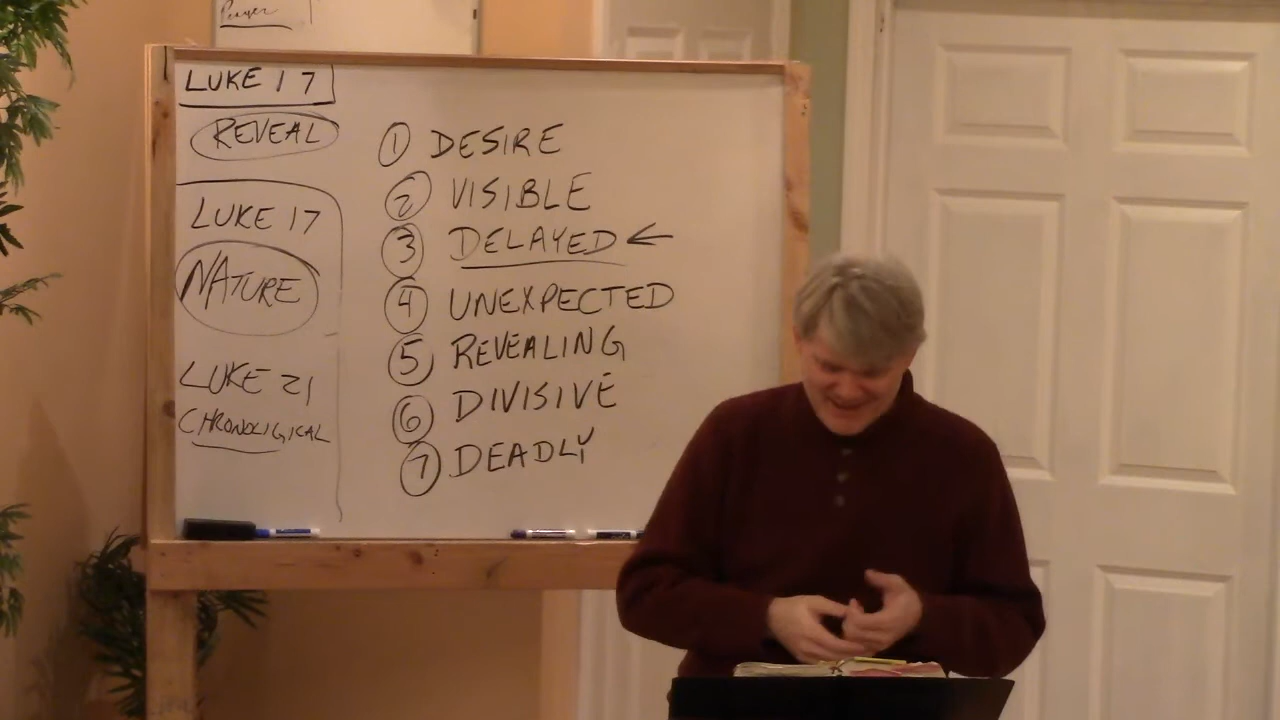 Prayer
LUKE 17
REVEAL
LUKE 17
NATURE
LUKE 21
CHRONOLIGICAL
1 DESIRE
2 VISIBLE
3 DELAYED ←
4 UNEXPECTED
5 REVEALING
6 DIVISIVE
7 DEADLY